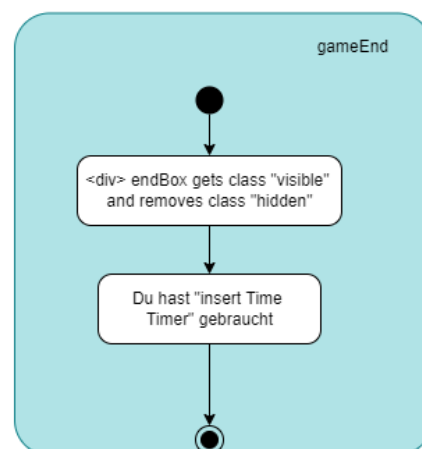 gameEnd
<div> endBox gets class "visible"
and removes class "hidden"
Du hast "insert Time
Timer" gebraucht